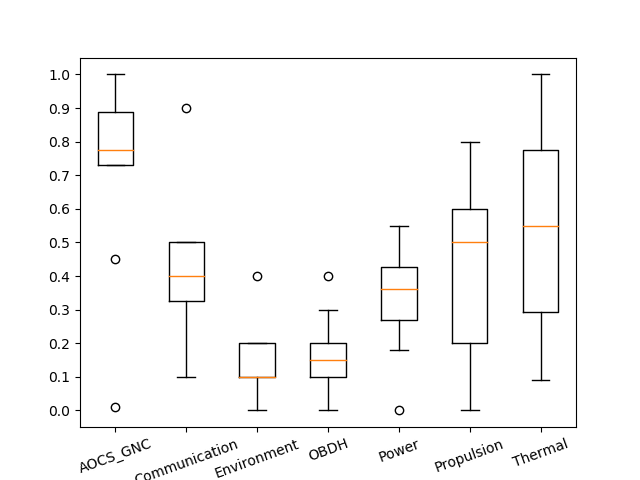 1.0
0.9
0.8
0.7
0.6
0.5
0.4
0.3
0.2
0.1
0.0
AOCS_GNC
Communication
Environment
OBDH
Power
Propulsion
Thermal